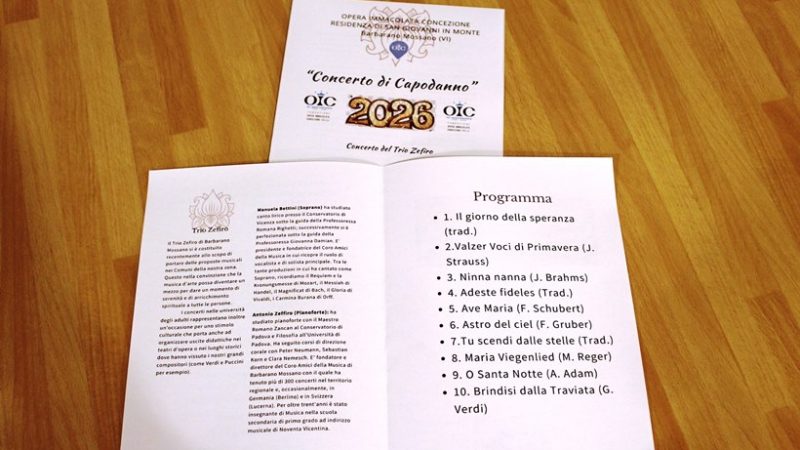 OPERA IMMACOLATA CONCEZIONE
RESIDENZA DI SAN GIOVANNI IN MONTE
Barbarano Mossano (VI)
OIC
"Concerto di Capodanno"
OIC
2026
OIC
Concerto del Trio Zefiro
Trio Zefiro
Il Trio Zefiro di Barbarano
Mossano si è costituito
recentemente allo scopo di
portare delle proposte musicali
nei Comuni della nostra zona.
Questo nella convinzione che la
musica d'arte possa diventare un
mezzo per dare un momento di
serenità e di arricchimento
spirituale a tutte le persone.
I concerti nelle università
degli adulti rappresentano inoltre
un'occasione per uno stimolo
culturale che porta anche ad
organizzare uscite didattiche nei
teatri d'opera o nei luoghi storici
dove hanno vissuto i nostri grandi
compositori (come Verdi e Puccini
per esempio).
Manuela Bettini (Soprano) ha studiato
canto lirico presso il Conservatorio di
Vicenza sotto la guida della Professoressa
Romana Righetti; successivamente si è
perfezionata sotto la guida della
Professoressa Giovanna Damian. E'
presidente e fondatrice del Coro Amici
della Musica in cui ricopre il ruolo di
vocalista e di solista principale. Tra le
tante produzioni in cui ha cantato come
Soprano, ricordiamo il Requiem e la
Kronungsmesse di Mozart, il Messiah di
Handel, il Magnificat di Bach, il Gloria di
Vivaldi, i Carmina Burana di Orff.
Antonio Zeffiro (Pianoforte): ha
studiato pianoforte con il Maestro
Romano Zancan al Conservatorio di
Padova e Filosofia all'Università di
Padova. Ha seguito corsi di direzione
corale con Peter Neumann, Sebastian
Korn e Clara Nemesch. E' fondatore e
direttore del Coro Amici della Musica di
Barbarano Mossano con il quale ha
tenuto più di 300 concerti nel territorio
regionale e, occasionalmente, in
Germania (Berlino) e in Svizzera
(Lucerna). Per oltre trent'anni è stato
insegnante di Musica nella scuola
secondaria di primo grado ad indirizzo
musicale di Noventa Vicentina.
Programma
• 1. Il giorno della speranza
(trad.)
• 2.Valzer Voci di Primavera (J.
Strauss)
• 3. Ninna nanna (J. Brahms)
• 4. Adeste fideles (Trad.)
• 5. Ave Maria (F. Schubert)
• 6. Astro del ciel (F. Gruber)
• 7.Tu scendi dalle stelle (Trad.)
• 8. Maria Viegenlied (M. Reger)
• 9. O Santa Notte (A. Adam)
• 10. Brindisi dalla Traviata (G.
Verdi)